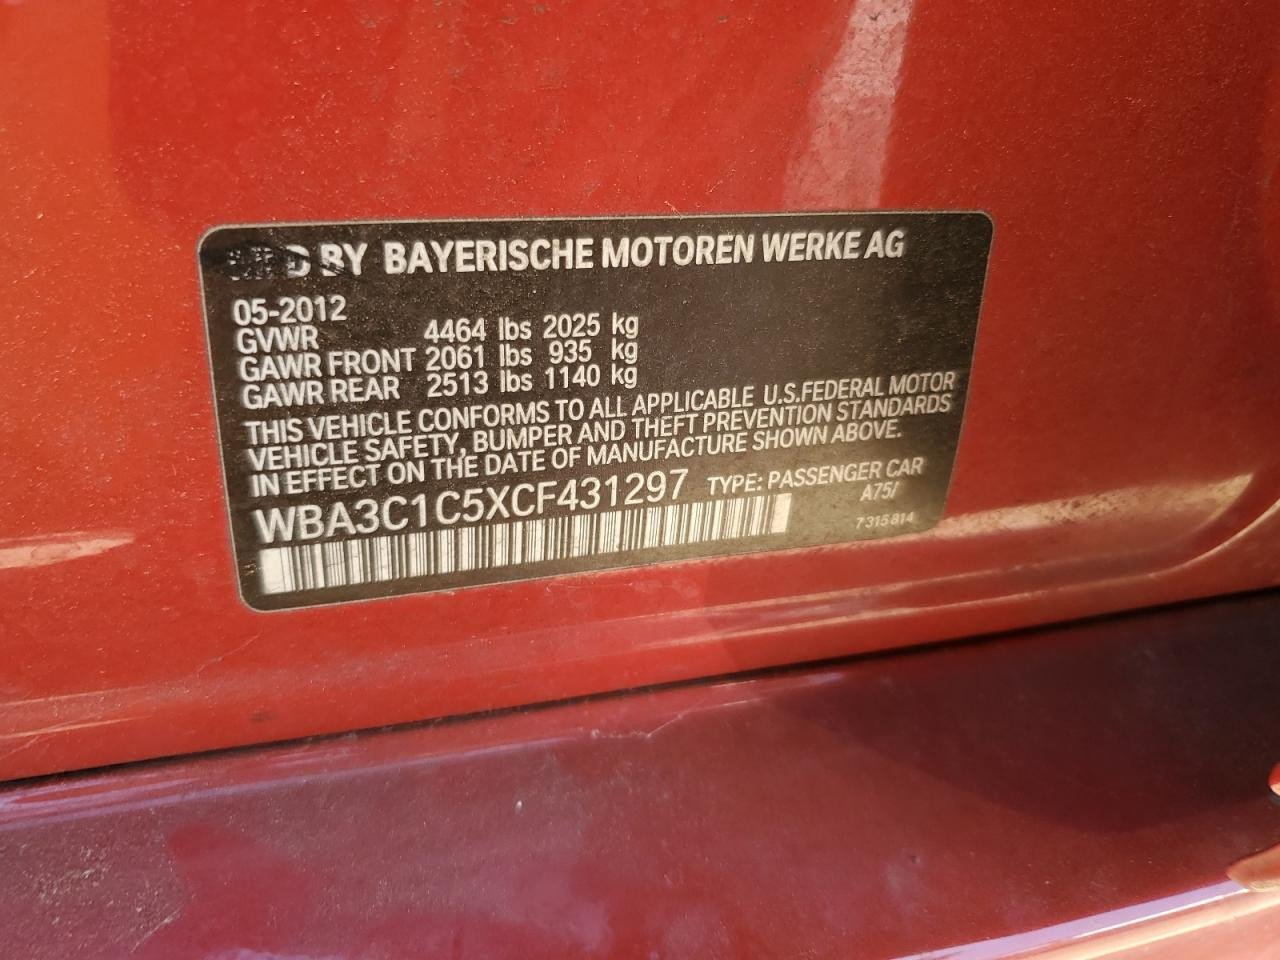 MFD BY BAYERISCHE MOTOREN WERKE AG
05-2012
GVWR 4464 lbs 2025 kg
GAWR FRONT 2061 lbs 935 kg
GAWR REAR 2513 lbs 1140 kg
THIS VEHICLE CONFORMS TO ALL APPLICABLE U.S.FEDERAL MOTOR
VEHICLE SAFETY, BUMPER AND THEFT PREVENTION STANDARDS
IN EFFECT ON THE DATE OF MANUFACTURE SHOWN ABOVE.
WBA3C1C5XCF431297 TYPE: PASSENGER CAR
A75/
7315814